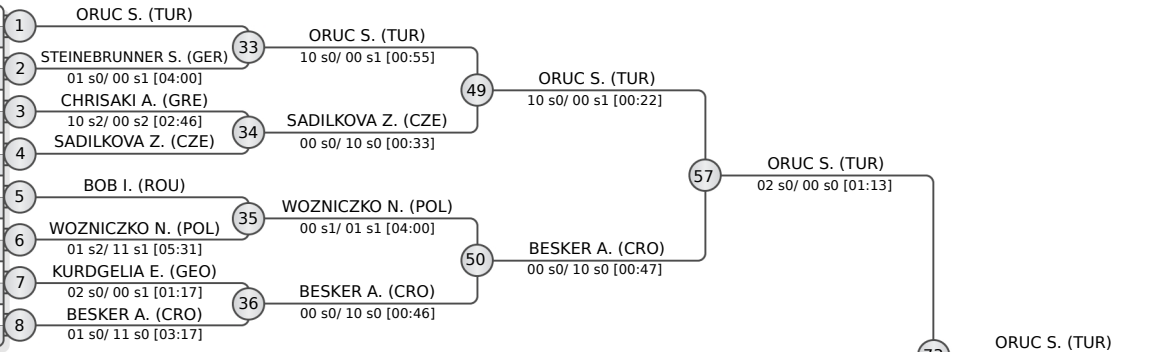 1
ORUC S. (TUR)
2
STEINEBRUNNER S. (GER)
01 s0/ 00 s1 [04:00]
3
CHRISAKI A. (GRE)
10 s2/ 00 s2 [02:46]
4
SADILKOVA Z. (CZE)
5
BOB I. (ROU)
6
WOZNICZKO N. (POL)
01 s2/ 11 s1 [05:31]
7
KURDGELIA E. (GEO)
02 s0/ 00 s1 [01:17]
8
BESKER A. (CRO)
01 s0/ 11 s0 [03:17]
33
ORUC S. (TUR)
10 s0/ 00 s1 [00:55]
34
SADILKOVA Z. (CZE)
00 s0/ 10 s0 [00:33]
35
WOZNICZKO N. (POL)
00 s1/ 01 s1 [04:00]
36
BESKER A. (CRO)
00 s0/ 10 s0 [00:46]
49
ORUC S. (TUR)
10 s0/ 00 s1 [00:22]
50
BESKER A. (CRO)
00 s0/ 10 s0 [00:47]
57
ORUC S. (TUR)
02 s0/ 00 s0 [01:13]
ORUC S. (TUR)